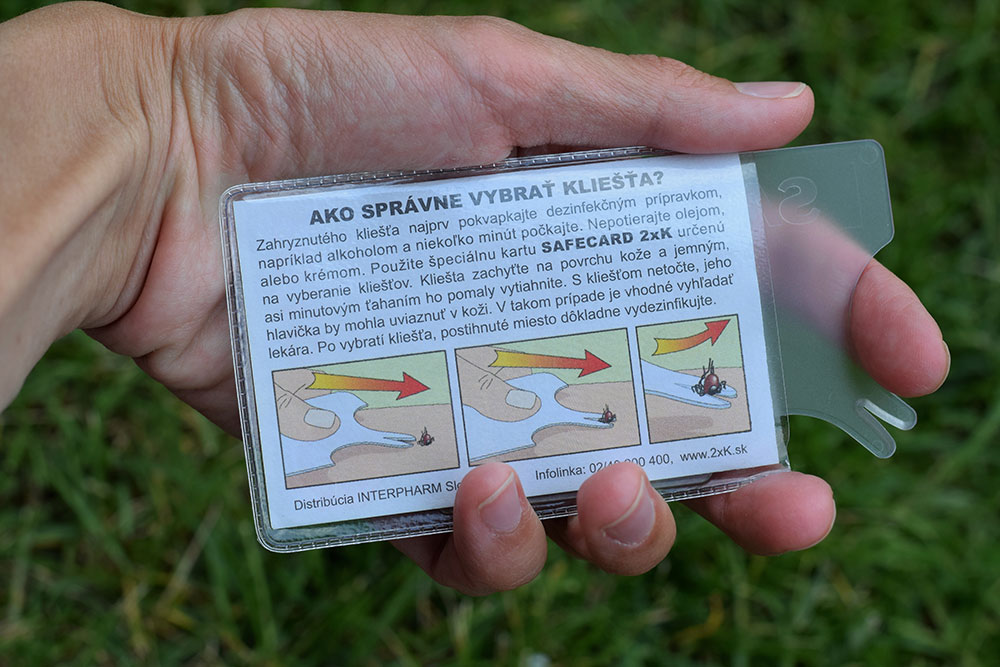 AKO SPRÁVNE VYBRAŤ KLIEŠŤA?
Zahryznutého kliešťa najprv pokvapkajte dezinfekčným prípravkom,
napríklad alkoholom a niekoľko minút počkajte. Nepotierajte olejom,
alebo krémom. Použite špeciálnu kartu SAFECARD 2xK určenú
na vyberanie kliešťov. Kliešta zachyťte na povrchu kože a jemným,
asi minutovým ťahaním ho pomaly vytiahnite. S kliešťom netočte, jeho
hlavička by mohla uviaznuť v koži. V takom prípade je vhodné vyhľadať
lekára. Po vybratí kliešťa, postihnuté miesto dôkladne vydezinfikujte.
Distribúcia INTERPHARM Infolinka: 400, www.2xK.sk